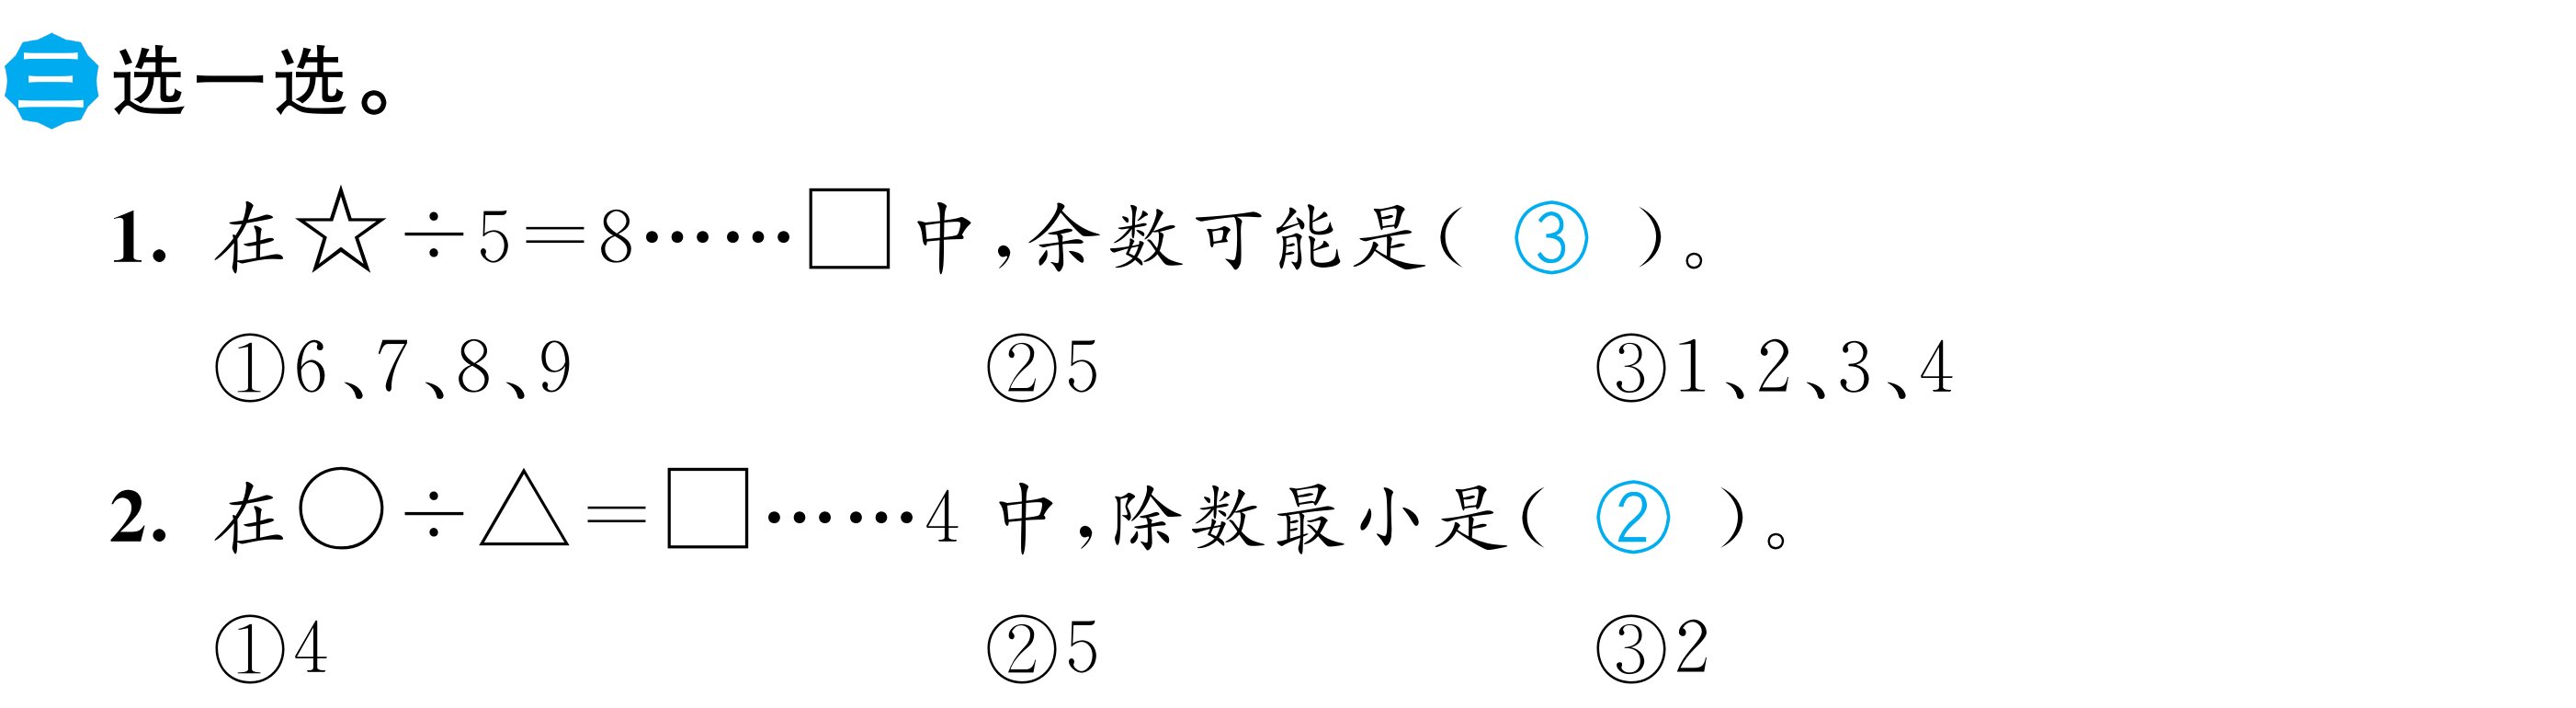 三 选一选。
1. 在☆÷5=8……□中,余数可能是( ③ )。
①6、7、8、9 ②5 ③1、2、3、4
2. 在○÷△=□……4 中,除数最小是( ② )。
①4 ②5 ③2